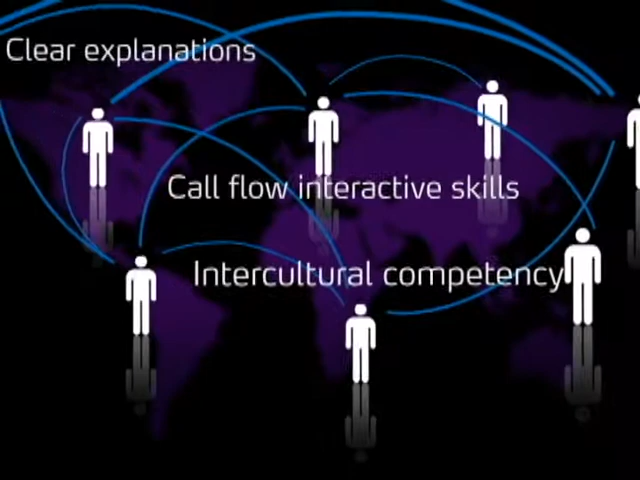 Clear explanations
Call flow interactive skills
Intercultural competency